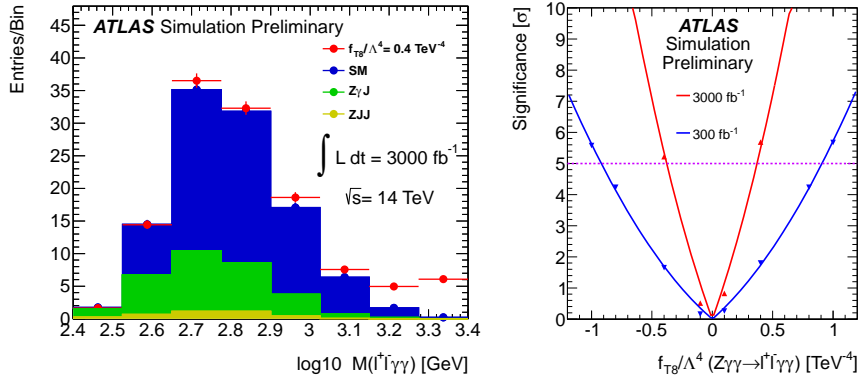 ATLAS Simulation Preliminary
Entries/Bin
45
40
35
30
25
20
15
10
5
0
f_T8/Λ^4 = 0.4 TeV^-4
SM
ZγJ
ZJJ
∫ L dt = 3000 fb^-1
√s= 14 TeV
2.4 2.5 2.6 2.7 2.8 2.9 3 3.1 3.2 3.3 3.4
log10 M(l^+l^-γγ) [GeV]
Significance [σ]
10
9
8
7
6
5
4
3
2
1
0
ATLAS
Simulation
Preliminary
3000 fb^-1
300 fb^-1
-1 -0.5 0 0.5 1
f_T8/Λ^4 (Zγγ→l^+l^-γγ) [TeV^-4]